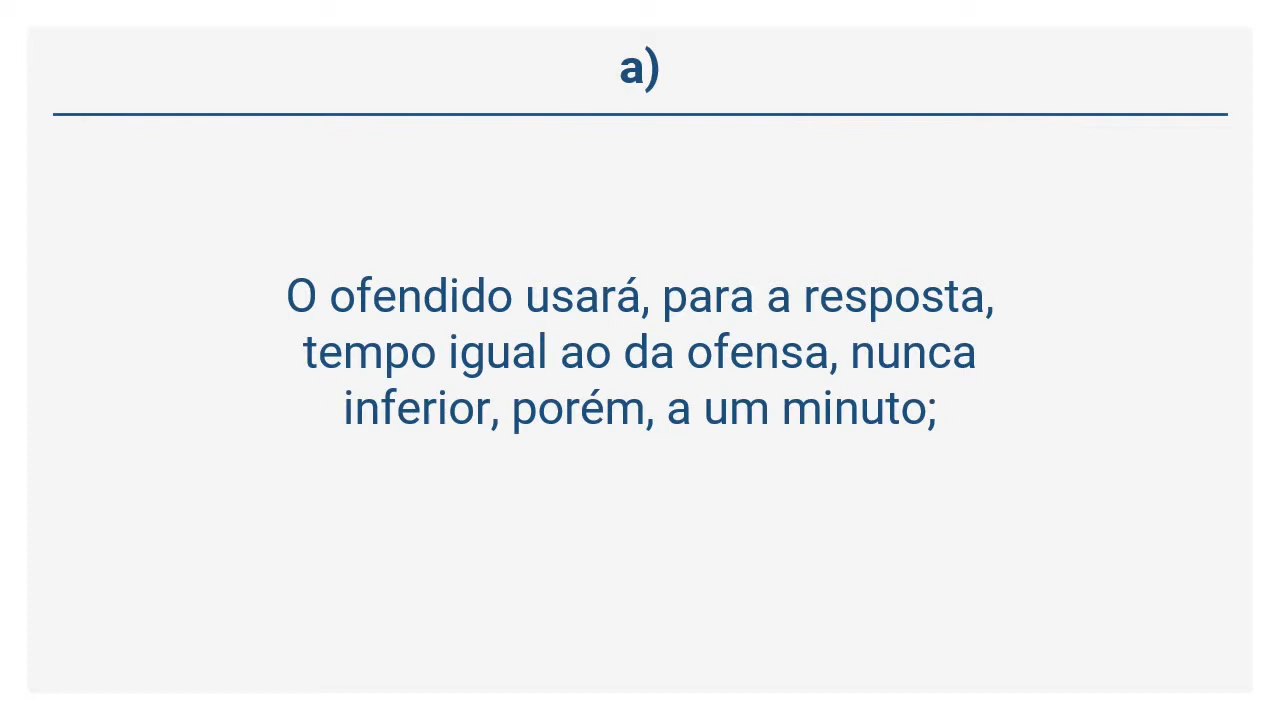 a)
O ofendido usará, para a resposta,
tempo igual ao da ofensa, nunca
inferior, porém, a um minuto;